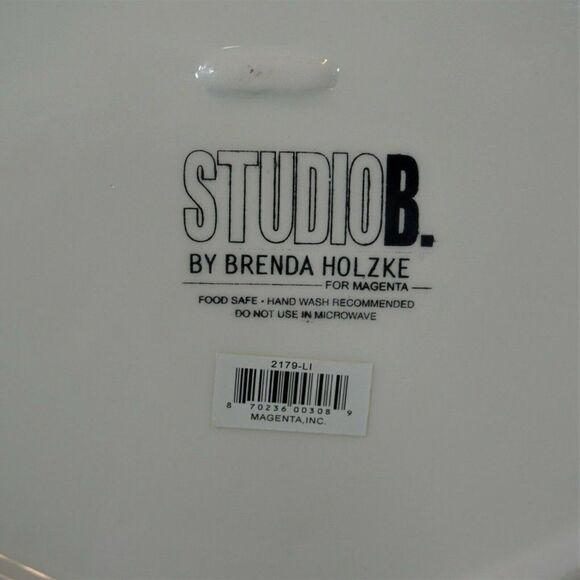 STUDIOB.
BY BRENDA HOLZKE
FOR MAGENTA
FOOD SAFE • HAND WASH RECOMMENDED
DO NOT USE IN MICROWAVE
2179-LI
8 70236 00308 9
MAGENTA, INC.